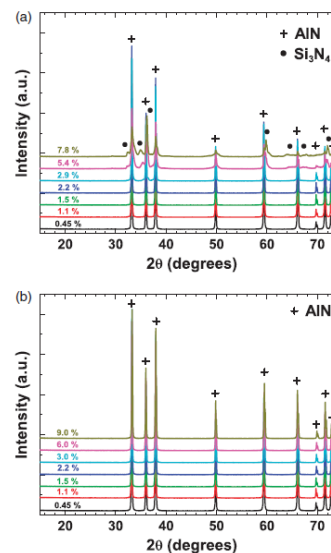 (a)
+ AlN
• Si3N4
7.8 %
5.4 %
2.9 %
2.2 %
1.5 %
1.1 %
0.45 %
Intensity (a.u.)
20 30 40 50 60 70
2θ (degrees)
(b)
+ AlN
9.0 %
6.0 %
3.0 %
2.2 %
1.5 %
1.1 %
0.45 %
Intensity (a.u.)
20 30 40 50 60 70
2θ (degrees)